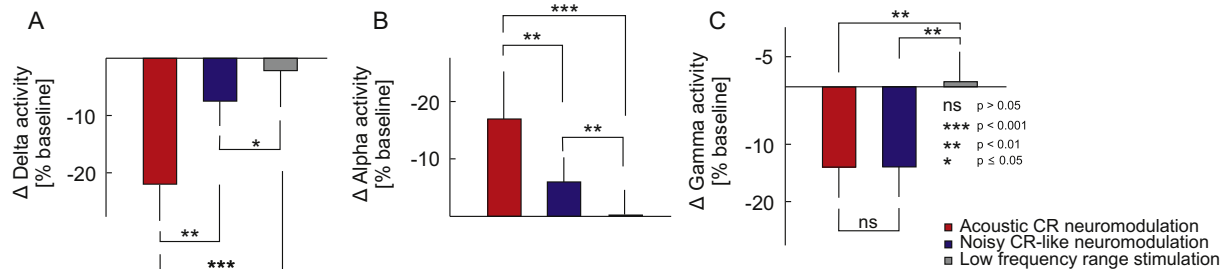 A
Δ Delta activity
[% baseline]
-10
-20
*
**
***
B
Δ Alpha activity
[% baseline]
-20
-10
***
**
**
C
Δ Gamma activity
[% baseline]
-5
-10
-20
**
**
ns
ns p > 0.05
*** p < 0.001
** p < 0.01
* p ≤ 0.05
Acoustic CR neuromodulation
Noisy CR-like neuromodulation
Low frequency range stimulation